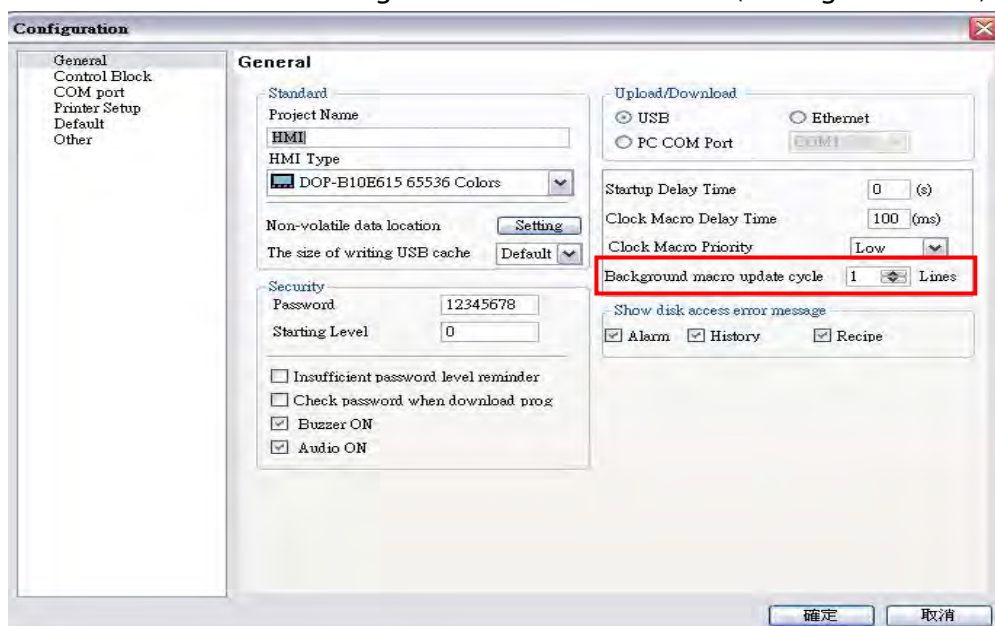 Configuration
General
Control Block
COM port
Printer Setup
Default
Other
General
Standard
Project Name
HMI
HMI Type
DOP-B10E615 65536 Colors
Non-volatile data location Setting
The size of writing USB cache Default
Security
Password 12345678
Starting Level 0
Insufficient password level reminder
Check password when download prog
Buzzer ON
Audio ON
Upload/Download
USB Ethernet
PC COM Port COM1
Startup Delay Time 0 (s)
Clock Macro Delay Time 100 (ms)
Clock Macro Priority Low
Background macro update cycle 1 Lines
Show disk access error message
Alarm History Recipe
確定 取消